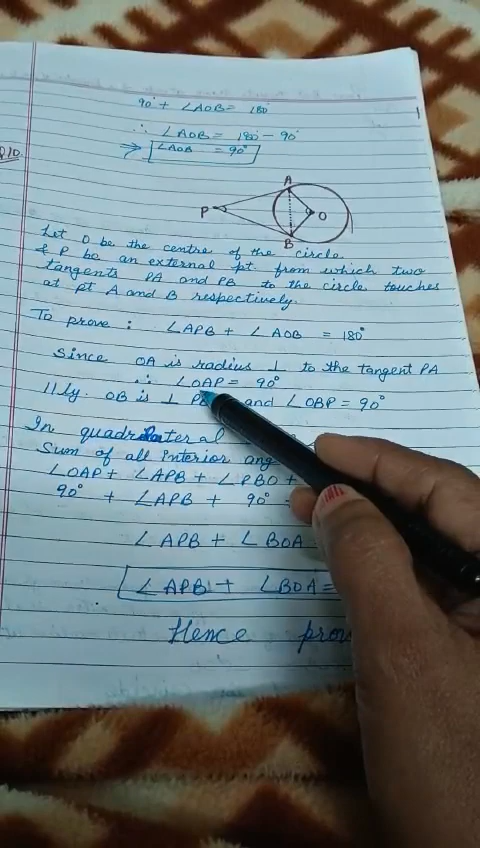 90° + ∠AOB = 180°
∴ ∠AOB = 180° - 90°
⇒ ∠AOB = 90°
Q10.
A
P
O
B
Let O be the centre of the circle
& P be an external pt. from which two
tangents PA and PB to the circle touches
at pt A and B respectively.
To prove : ∠APB + ∠AOB = 180°
Since OA is radius ⊥ to the tangent PA
∴ ∠OAP = 90°
111ly. OB is ⊥ and ∠OBP = 90°
In
Sum of all interior ang
∠OAP + ∠APB + ∠PBO +
90° + ∠APB + 90°
∠APB + ∠BOA
∠APB + ∠BOA =
Hence prov